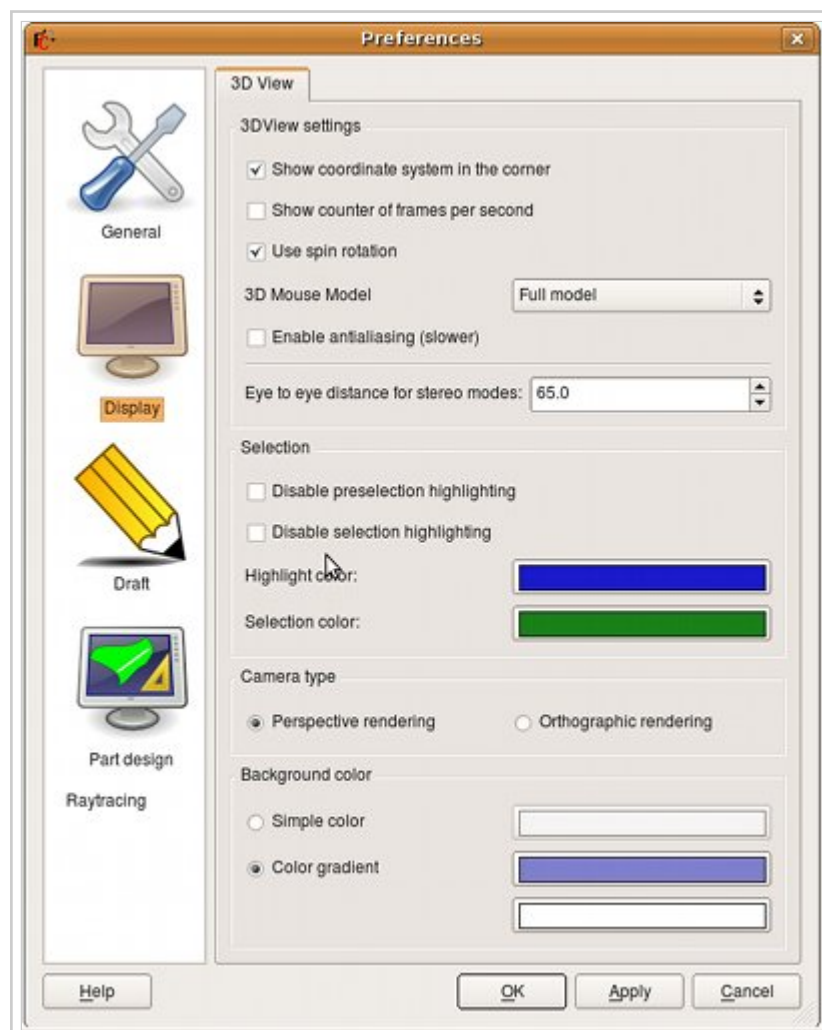 Preferences
General
Display
Draft
Part design
Raytracing
3D View
3DView settings
Show coordinate system in the corner
Show counter of frames per second
Use spin rotation
3D Mouse Model Full model
Enable antialiasing (slower)
Eye to eye distance for stereo modes: 65.0
Selection
Disable preselection highlighting
Disable selection highlighting
Highlight color:
Selection color:
Camera type
Perspective rendering Orthographic rendering
Background color
Simple color
Color gradient
Help OK Apply Cancel